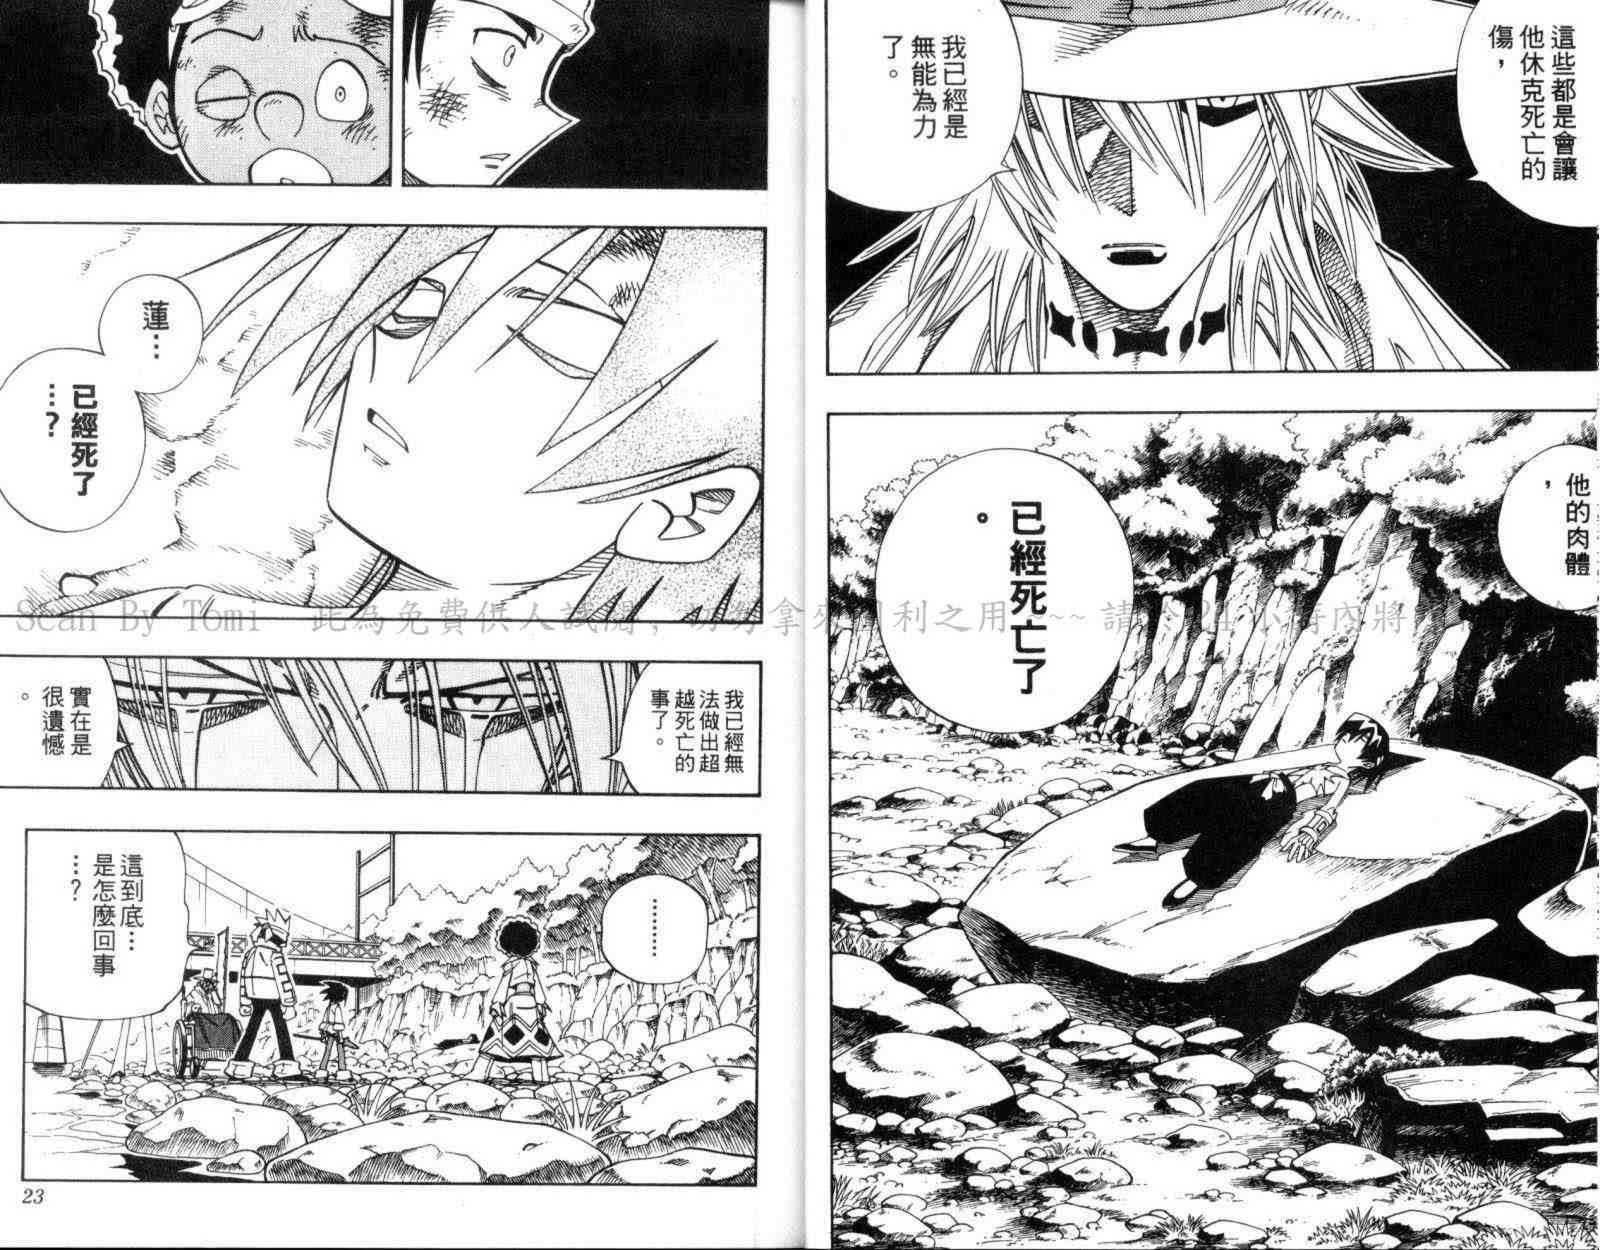 這些都是會讓
他休克死亡的
傷，
我已經是
無能為力
了。
他的肉體
，
已經死亡了
。
蓮…
已經死了
…?
我已經無
法做出超
越死亡的
事了。
實在是
很遺憾
。
………
這到底…
是怎麼回事
…?
23
Scan By Tomi~ 此為免費供人試閱，切勿拿來
利之用
~~ 請於24小時內將